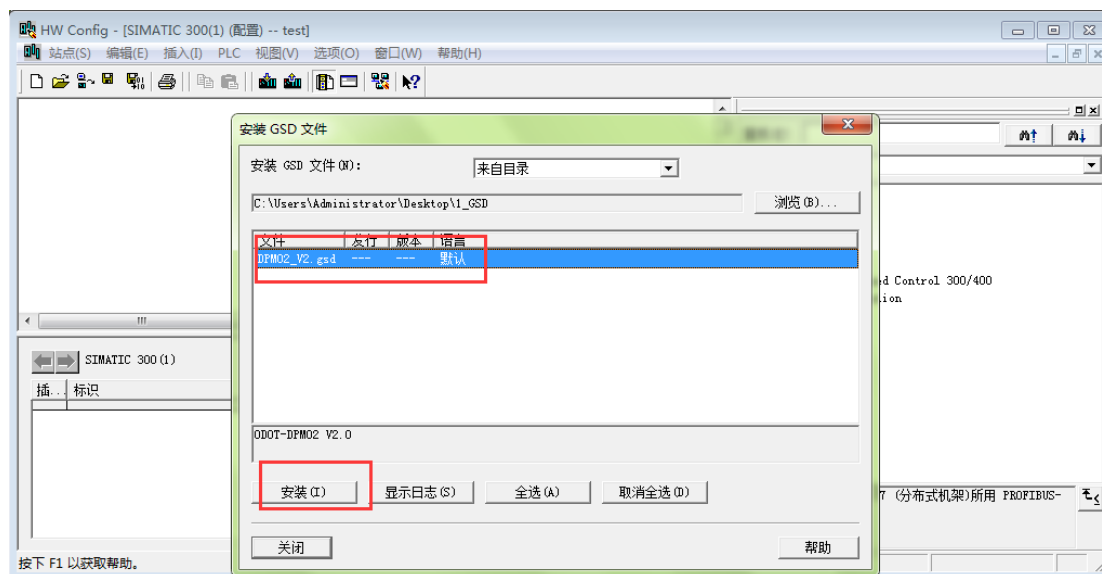 HW Config - [SIMATIC 300(1) (配置) -- test]
站点(S) 编辑(E) 插入(I) PLC 视图(V) 选项(O) 窗口(W) 帮助(H)
安装 GSD 文件
安装 GSD 文件(N):
来自目录
C:\Users\Administrator\Desktop\1_GSD
浏览(B)...
文件 发行 版本 语言
DPM02_V2.gsd --- --- 默认
ed Control 300/400
ion
SIMATIC 300(1)
插... 标识
ODOT-DPM02 V2.0
安装(I) 显示日志(S) 全选(A) 取消全选(D)
7 (分布式机架)所用 PROFIBUS-
关闭 帮助
按下 F1 以获取帮助。